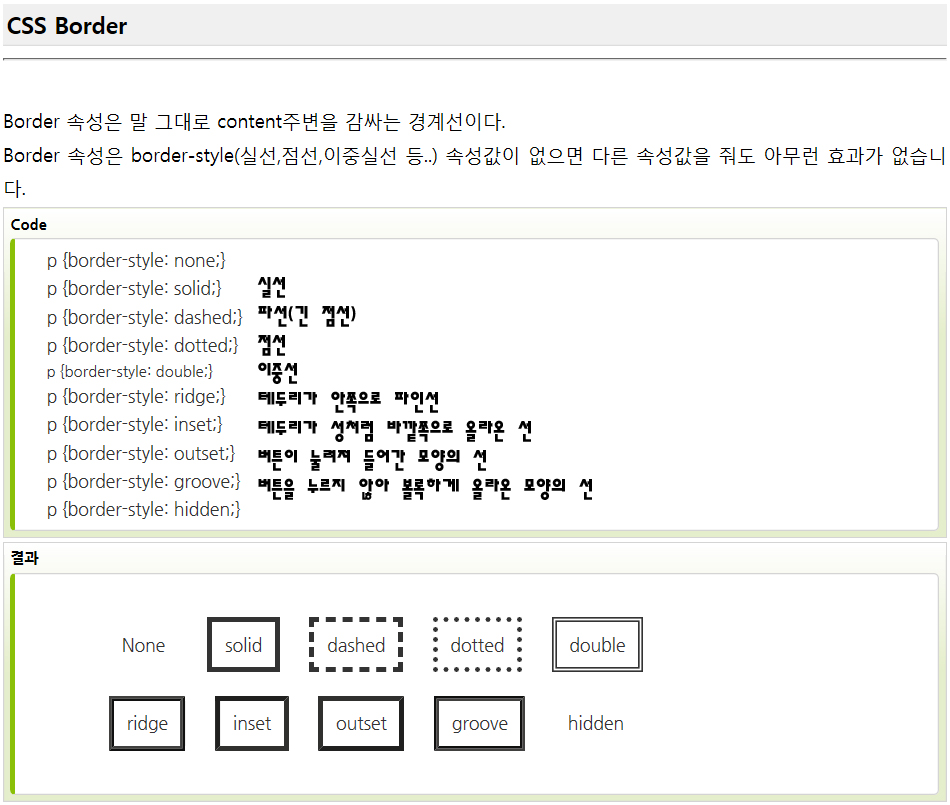 CSS Border
Border 속성은 말 그대로 content주변을 감싸는 경계선이다.
Border 속성은 border-style(실선,점선,이중실선 등..) 속성값이 없으면 다른 속성값을 줘도 아무런 효과가 없습니
다.
Code
p {border-style: none;}
p {border-style: solid;} 실선
p {border-style: dashed;} 파선(긴 점선)
p {border-style: dotted;} 점선
p {border-style: double;} 이중선
p {border-style: ridge;} 테두리가 안쪽으로 파인선
p {border-style: inset;} 테두리가 성처럼 바깥쪽으로 올라온 선
p {border-style: outset;} 버튼이 눌려져 들어간 모양의 선
p {border-style: groove;} 버튼을 누르지 않아 볼록하게 올라온 모양의 선
p {border-style: hidden;}
결과
None solid dashed dotted double
ridge inset outset groove hidden